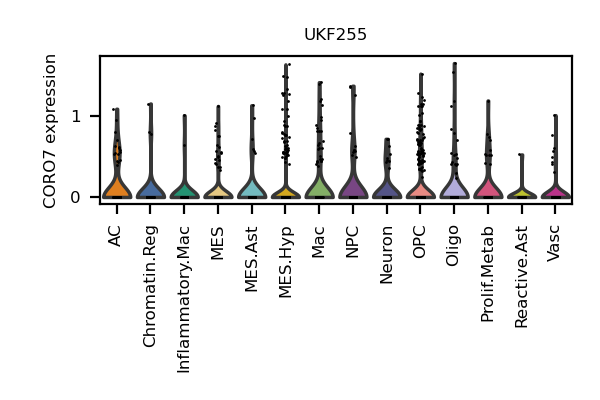 UKF255
CORO7 expression
1
0
AC
Chromatin.Reg
Inflammatory.Mac
MES
MES.Ast
MES.Hyp
Mac
NPC
Neuron
OPC
Oligo
Prolif.Metab
Reactive.Ast
Vasc